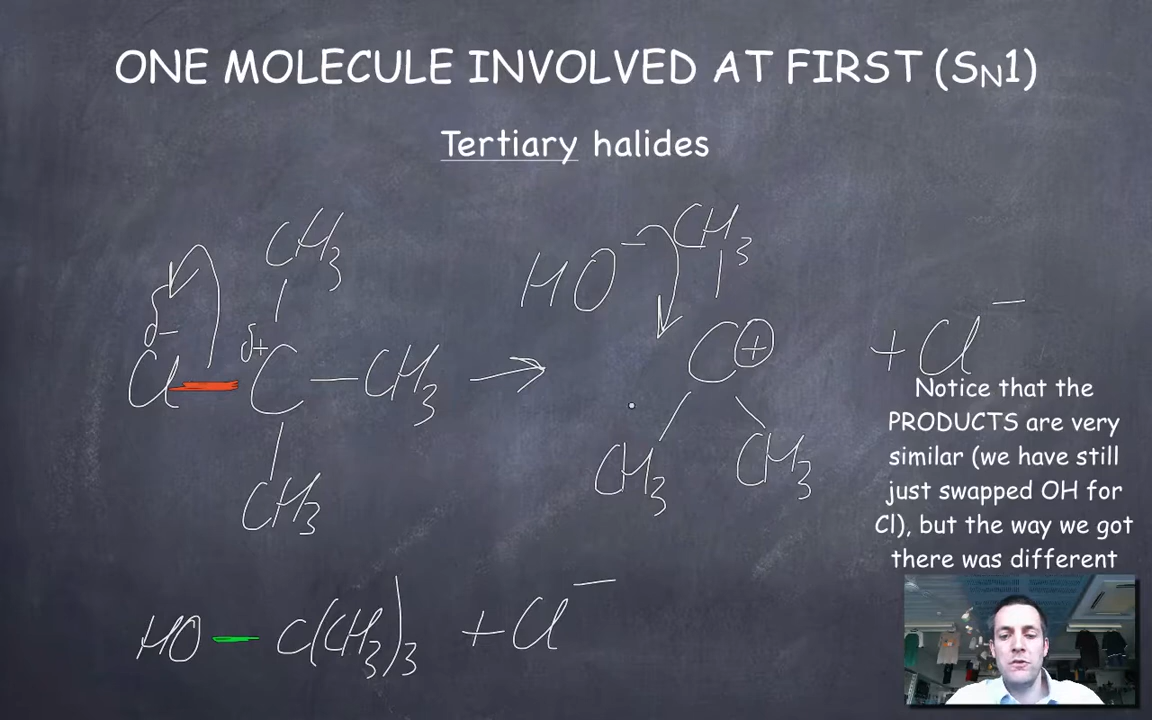 ONE MOLECULE INVOLVED AT FIRST (SN1)
Tertiary halides
CH3
δ-
δ+
Cl
C
CH3
CH3
HO-
CH3
C+
CH3
CH3
+Cl-
Notice that the
PRODUCTS are very
similar (we have still
just swapped OH for
Cl), but the way we got
there was different
HO
C(CH3)3
+Cl-